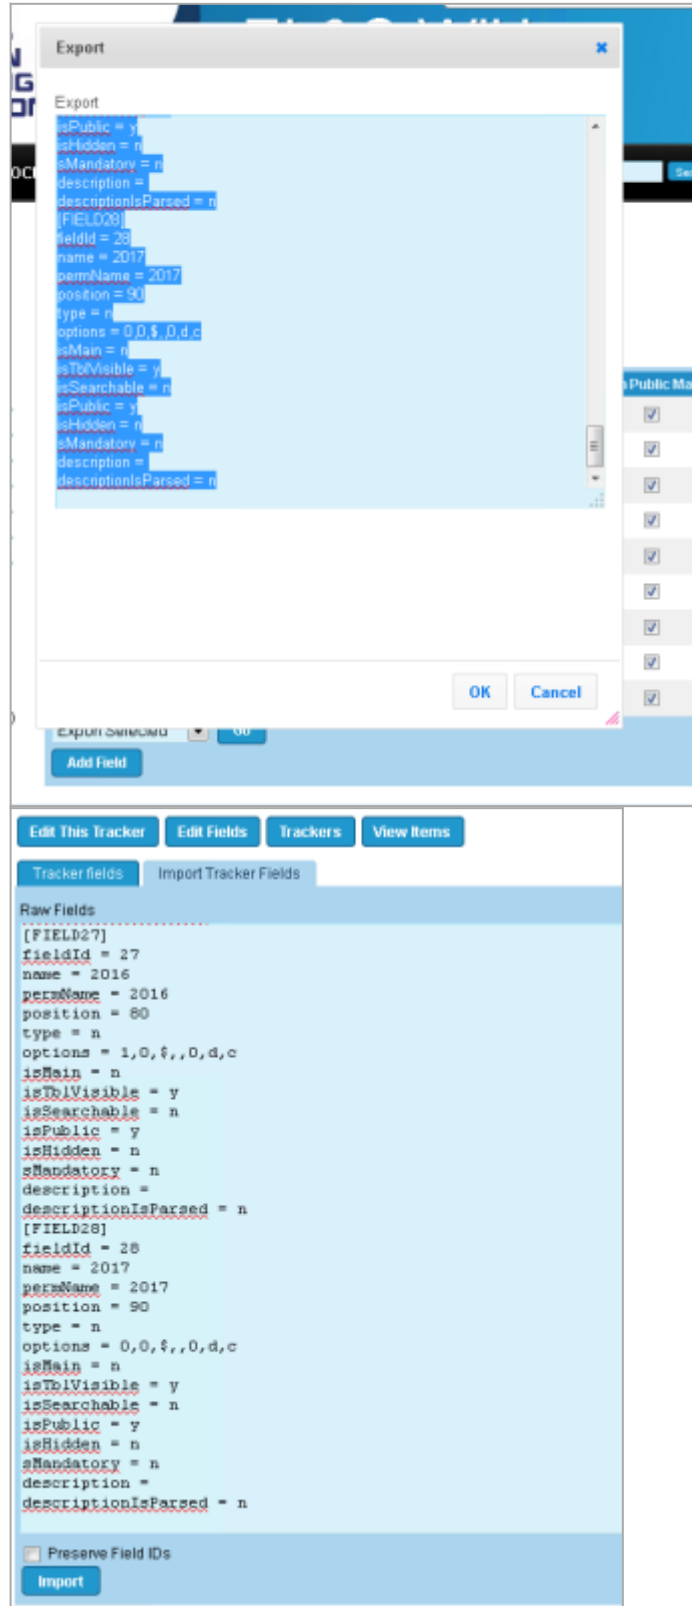 Export
Export
isPublic = y
isHidden = n
sMandatory = n
description =
descriptionIsParsed = n
[FIELD28]
fieldId = 28
name = 2017
permName = 2017
position = 90
type = n
options = 0,0,$,,0,d,c
isMain = n
isTblVisible = y
isSearchable = n
isPublic = y
isHidden = n
sMandatory = n
description =
descriptionIsParsed = n
Public Ma
OK Cancel
Export Selected Go
Add Field
Edit This Tracker Edit Fields Trackers View Items
Tracker fields Import Tracker Fields
Raw Fields
[FIELD27]
fieldId = 27
name = 2016
permName = 2016
position = 80
type = n
options = 1,0,$,,0,d,c
isMain = n
isTblVisible = y
isSearchable = n
isPublic = y
isHidden = n
sMandatory = n
description =
descriptionIsParsed = n
[FIELD28]
fieldId = 28
name = 2017
permName = 2017
position = 90
type = n
options = 0,0,$,,0,d,c
isMain = n
isTblVisible = y
isSearchable = n
isPublic = y
isHidden = n
sMandatory = n
description =
descriptionIsParsed = n
Preserve Field IDs
Import